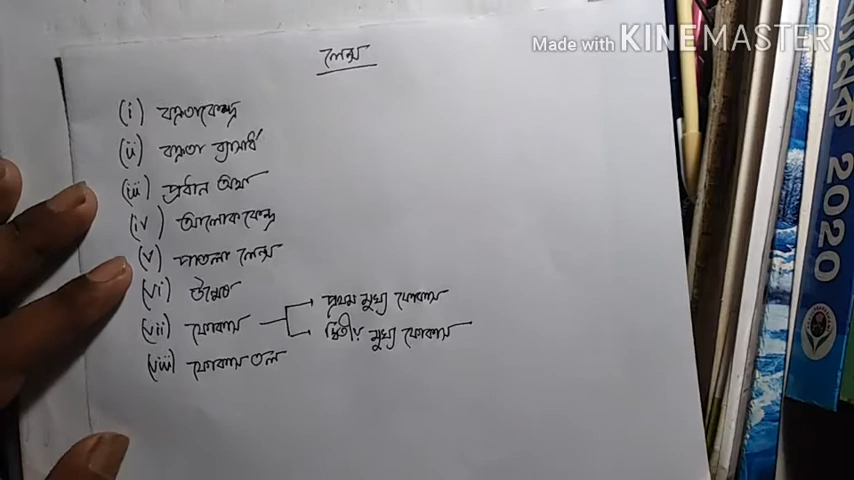 Made with KINEMASTER
লেন্স
(i) বক্রতাকেন্দ্র
(ii) বক্রতা ব্যাসার্ধ
(iii) প্রধান অক্ষ
(iv) আলোককেন্দ্র
(v) পাতলা লেন্স
(vi) উন্মেষ
(vii) ফোকাস → প্রথম মুখ্য ফোকাস
→ দ্বিতীয় মুখ্য ফোকাস
(viii) ফোকাস তল
2020
2020